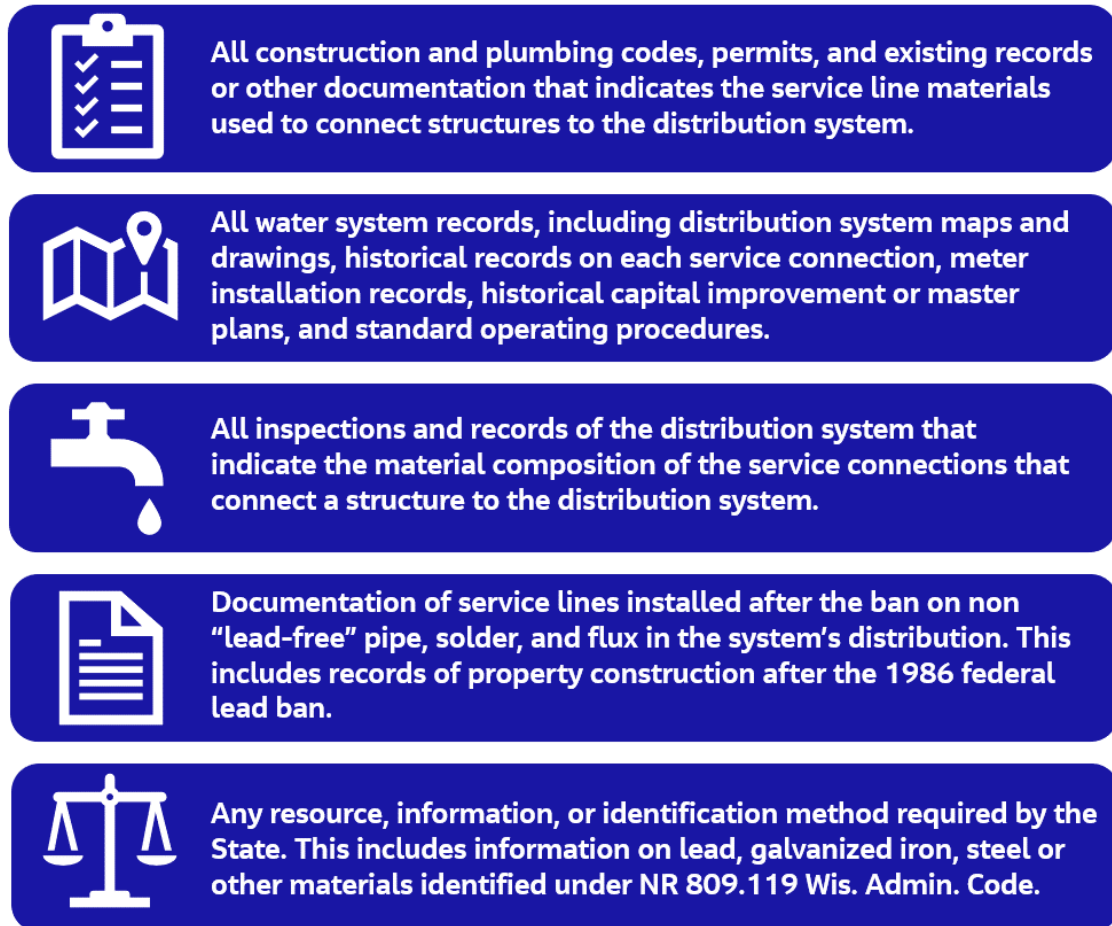 All construction and plumbing codes, permits, and existing records
or other documentation that indicates the service line materials
used to connect structures to the distribution system.
All water system records, including distribution system maps and
drawings, historical records on each service connection, meter
installation records, historical capital improvement or master
plans, and standard operating procedures.
All inspections and records of the distribution system that
indicate the material composition of the service connections that
connect a structure to the distribution system.
Documentation of service lines installed after the ban on non
“lead-free” pipe, solder, and flux in the system’s distribution. This
includes records of property construction after the 1986 federal
lead ban.
Any resource, information, or identification method required by the
State. This includes information on lead, galvanized iron, steel or
other materials identified under NR 809.119 Wis. Admin. Code.